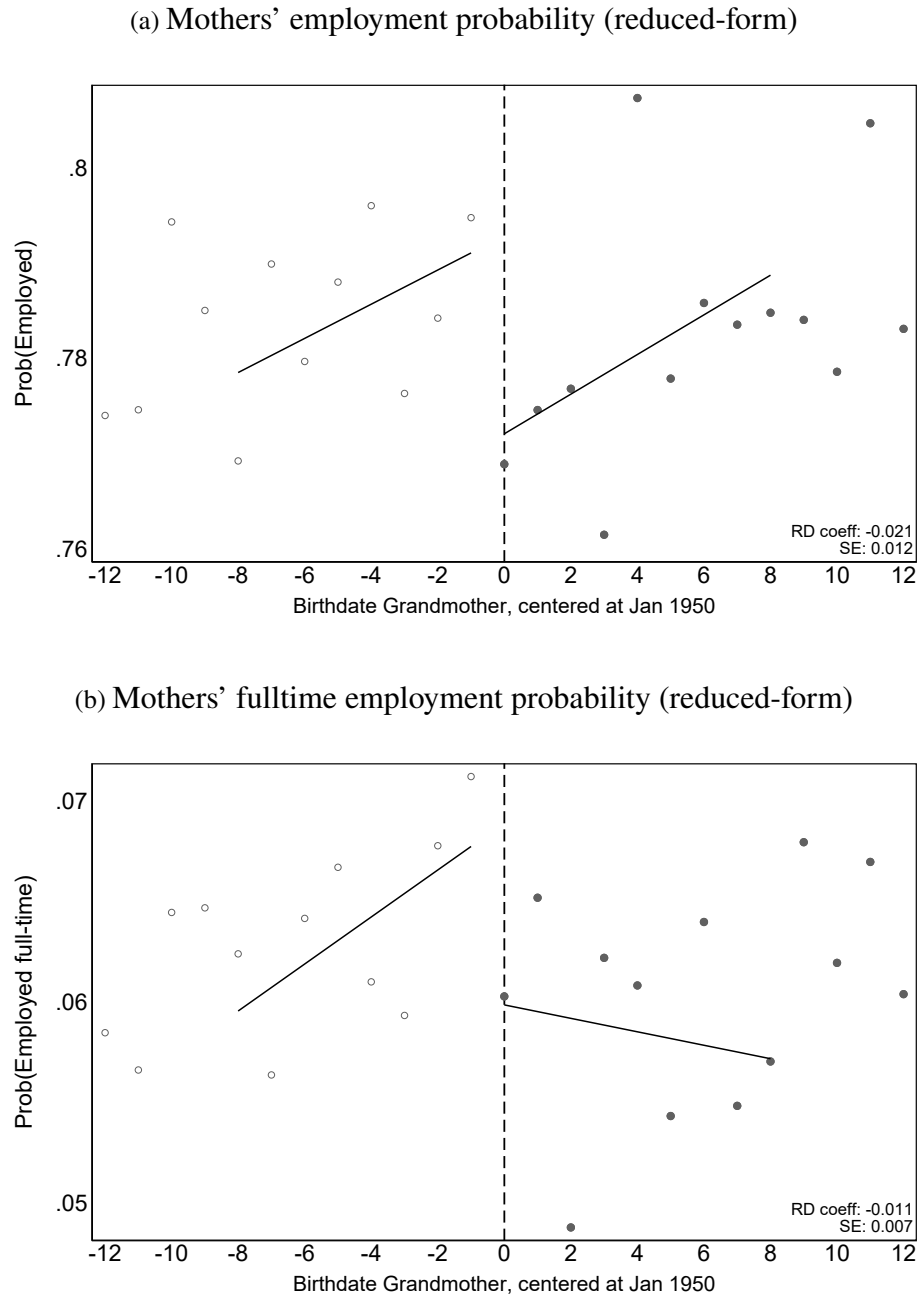 (a) Mothers’ employment probability (reduced-form)
Prob(Employed)
.8
.78
.76
RD coeff: -0.021
SE: 0.012
-12 -10 -8 -6 -4 -2 0 2 4 6 8 10 12
Birthdate Grandmother, centered at Jan 1950
(b) Mothers’ fulltime employment probability (reduced-form)
Prob(Employed full-time)
.07
.06
.05
RD coeff: -0.011
SE: 0.007
-12 -10 -8 -6 -4 -2 0 2 4 6 8 10 12
Birthdate Grandmother, centered at Jan 1950